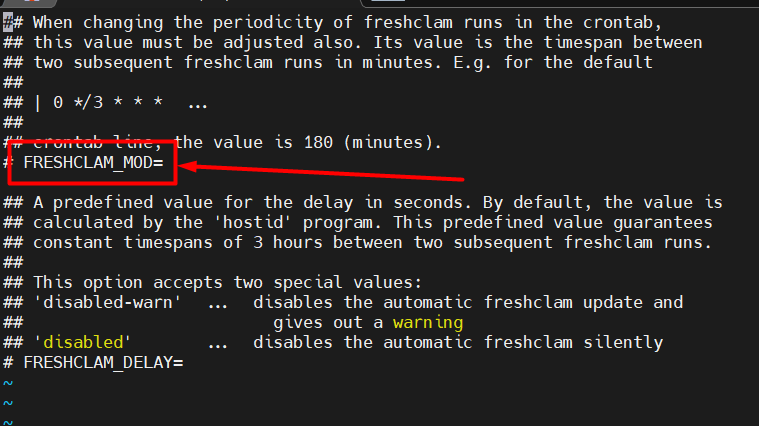 ### When changing the periodicity of freshclam runs in the crontab,
## this value must be adjusted also. Its value is the timespan between
## two subsequent freshclam runs in minutes. E.g. for the default
##
## | 0 */3 * * *  ...
##
## crontab line, the value is 180 (minutes).
# FRESHCLAM_MOD=
## A predefined value for the delay in seconds. By default, the value is
## calculated by the 'hostid' program. This predefined value guarantees
## constant timespans of 3 hours between two subsequent freshclam runs.
##
## This option accepts two special values:
## 'disabled-warn'  ...  disables the automatic freshclam update and
##                         gives out a warning
## 'disabled'       ...  disables the automatic freshclam silently
# FRESHCLAM_DELAY=
~
~
~